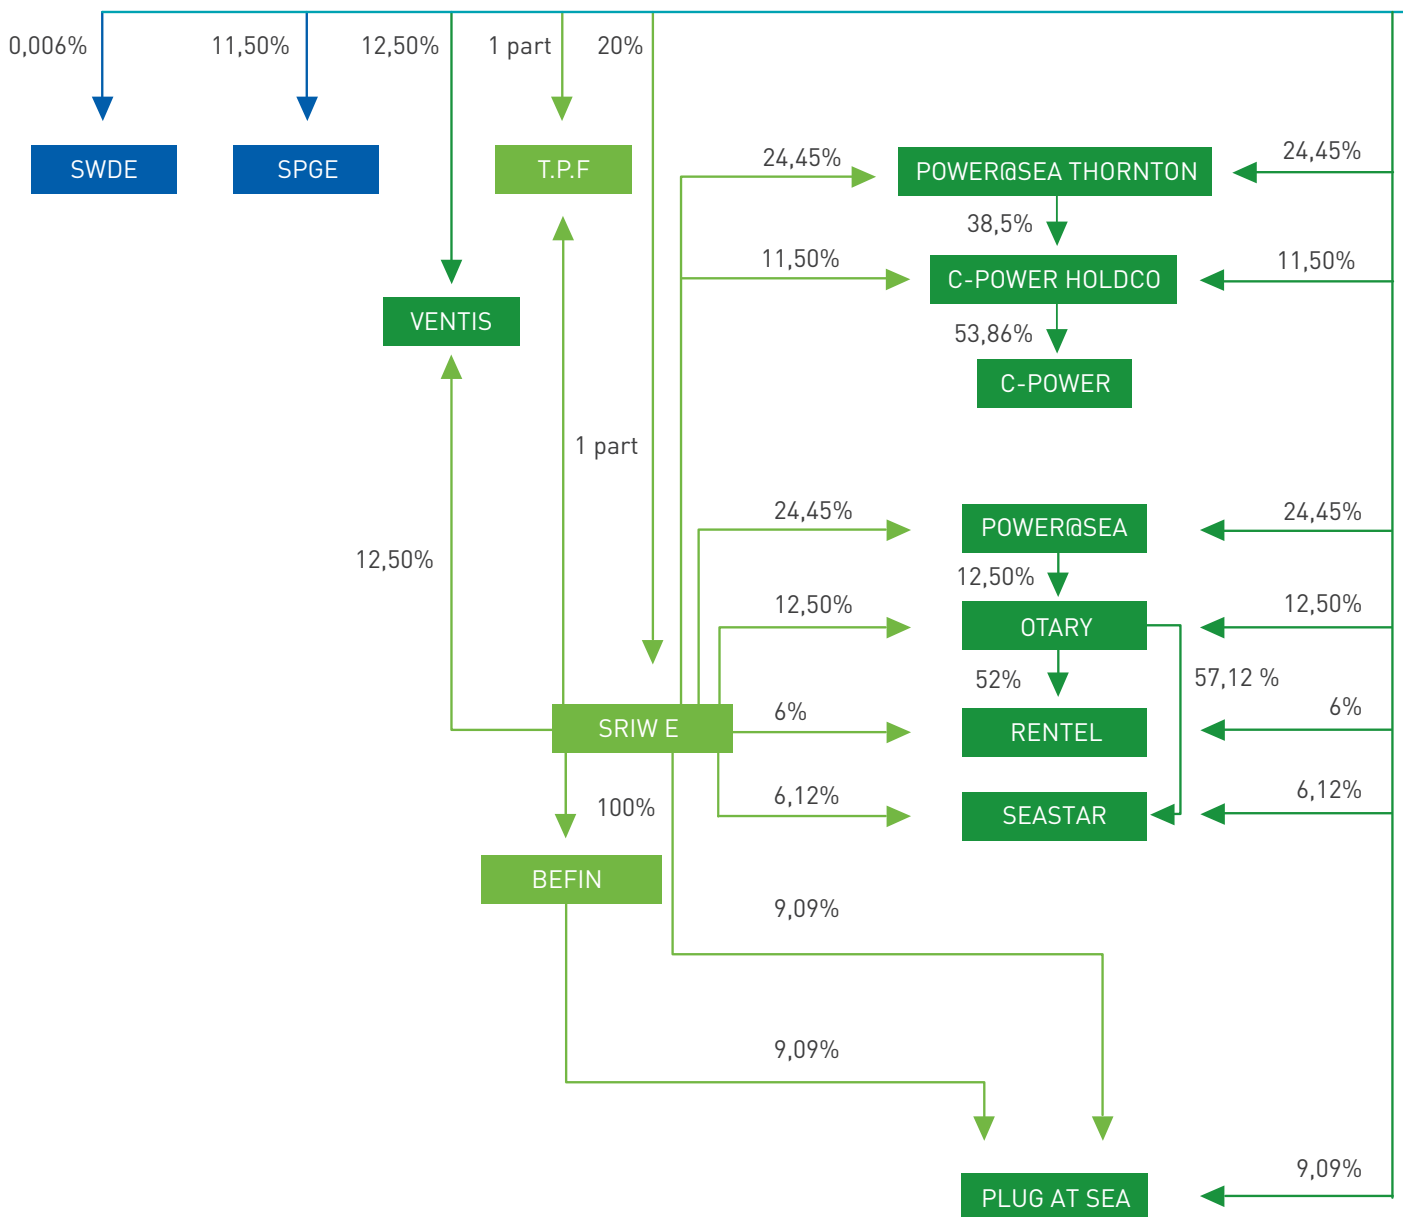 0,006%
11,50%
12,50%
1 part
20%
SWDE
SPGE
T.P.F
24,45%
POWER@SEA THORNTON
24,45%
38,5%
11,50%
C-POWER HOLDCO
11,50%
VENTIS
53,86%
C-POWER
1 part
12,50%
24,45%
POWER@SEA
24,45%
12,50%
12,50%
OTARY
12,50%
52%
57,12 %
SRIW E
6%
RENTEL
6%
100%
6,12%
SEASTAR
6,12%
BEFIN
9,09%
9,09%
PLUG AT SEA
9,09%